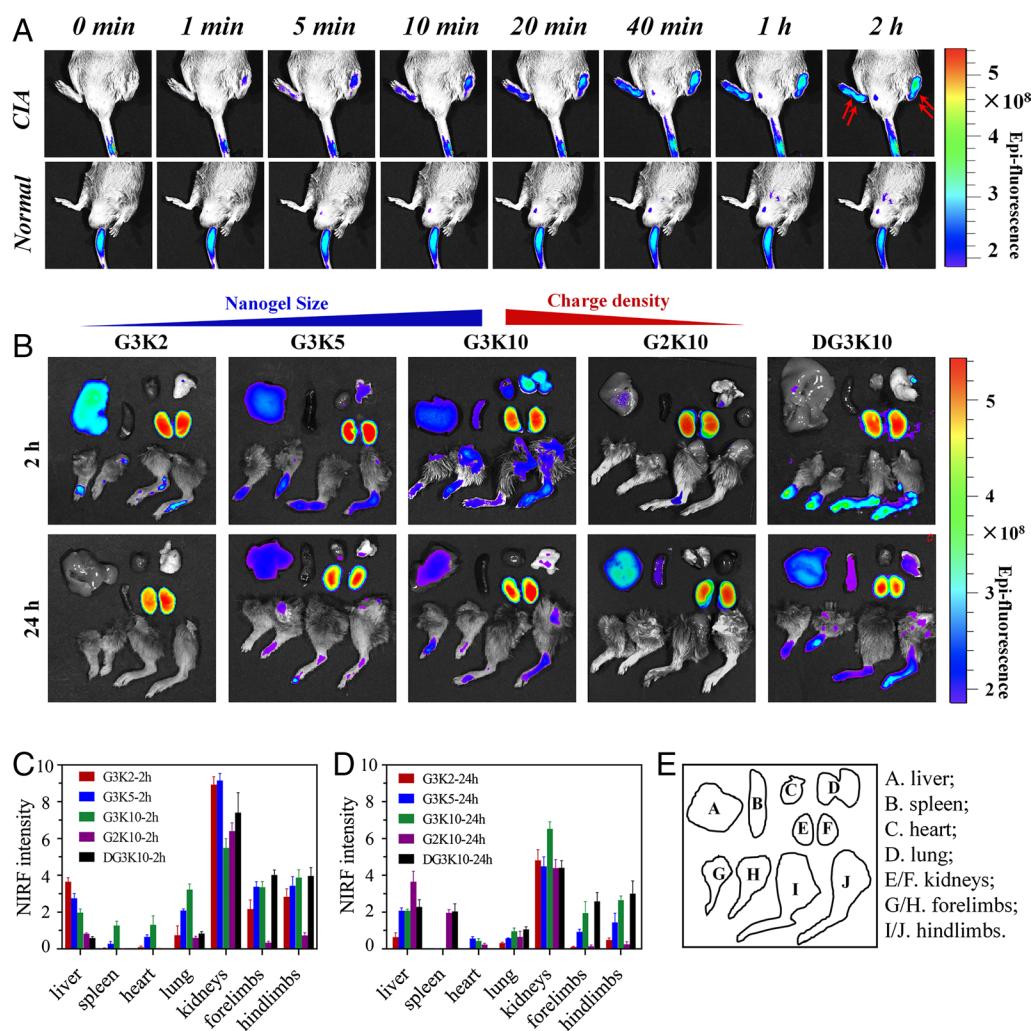 A
0 min 1 min 5 min 10 min 20 min 40 min 1 h 2 h
CIA
Normal
5
×10⁸
4
3
2
Epi-fluorescence
Nanogel Size
Charge density
B
G3K2 G3K5 G3K10 G2K10 DG3K10
2 h
24 h
5
4
×10⁸
3
2
Epi-fluorescence
C
NIRF intensity
10
8
6
4
2
0
G3K2-2h
G3K5-2h
G3K10-2h
G2K10-2h
DG3K10-2h
liver spleen heart lung kidneys forelimbs hindlimbs
D
NIRF intensity
10
8
6
4
2
0
G3K2-24h
G3K5-24h
G3K10-24h
G2K10-24h
DG3K10-24h
liver spleen heart lung kidneys forelimbs hindlimbs
E
A B C D
E F
G H I J
A. liver;
B. spleen;
C. heart;
D. lung;
E/F. kidneys;
G/H. forelimbs;
I/J. hindlimbs.